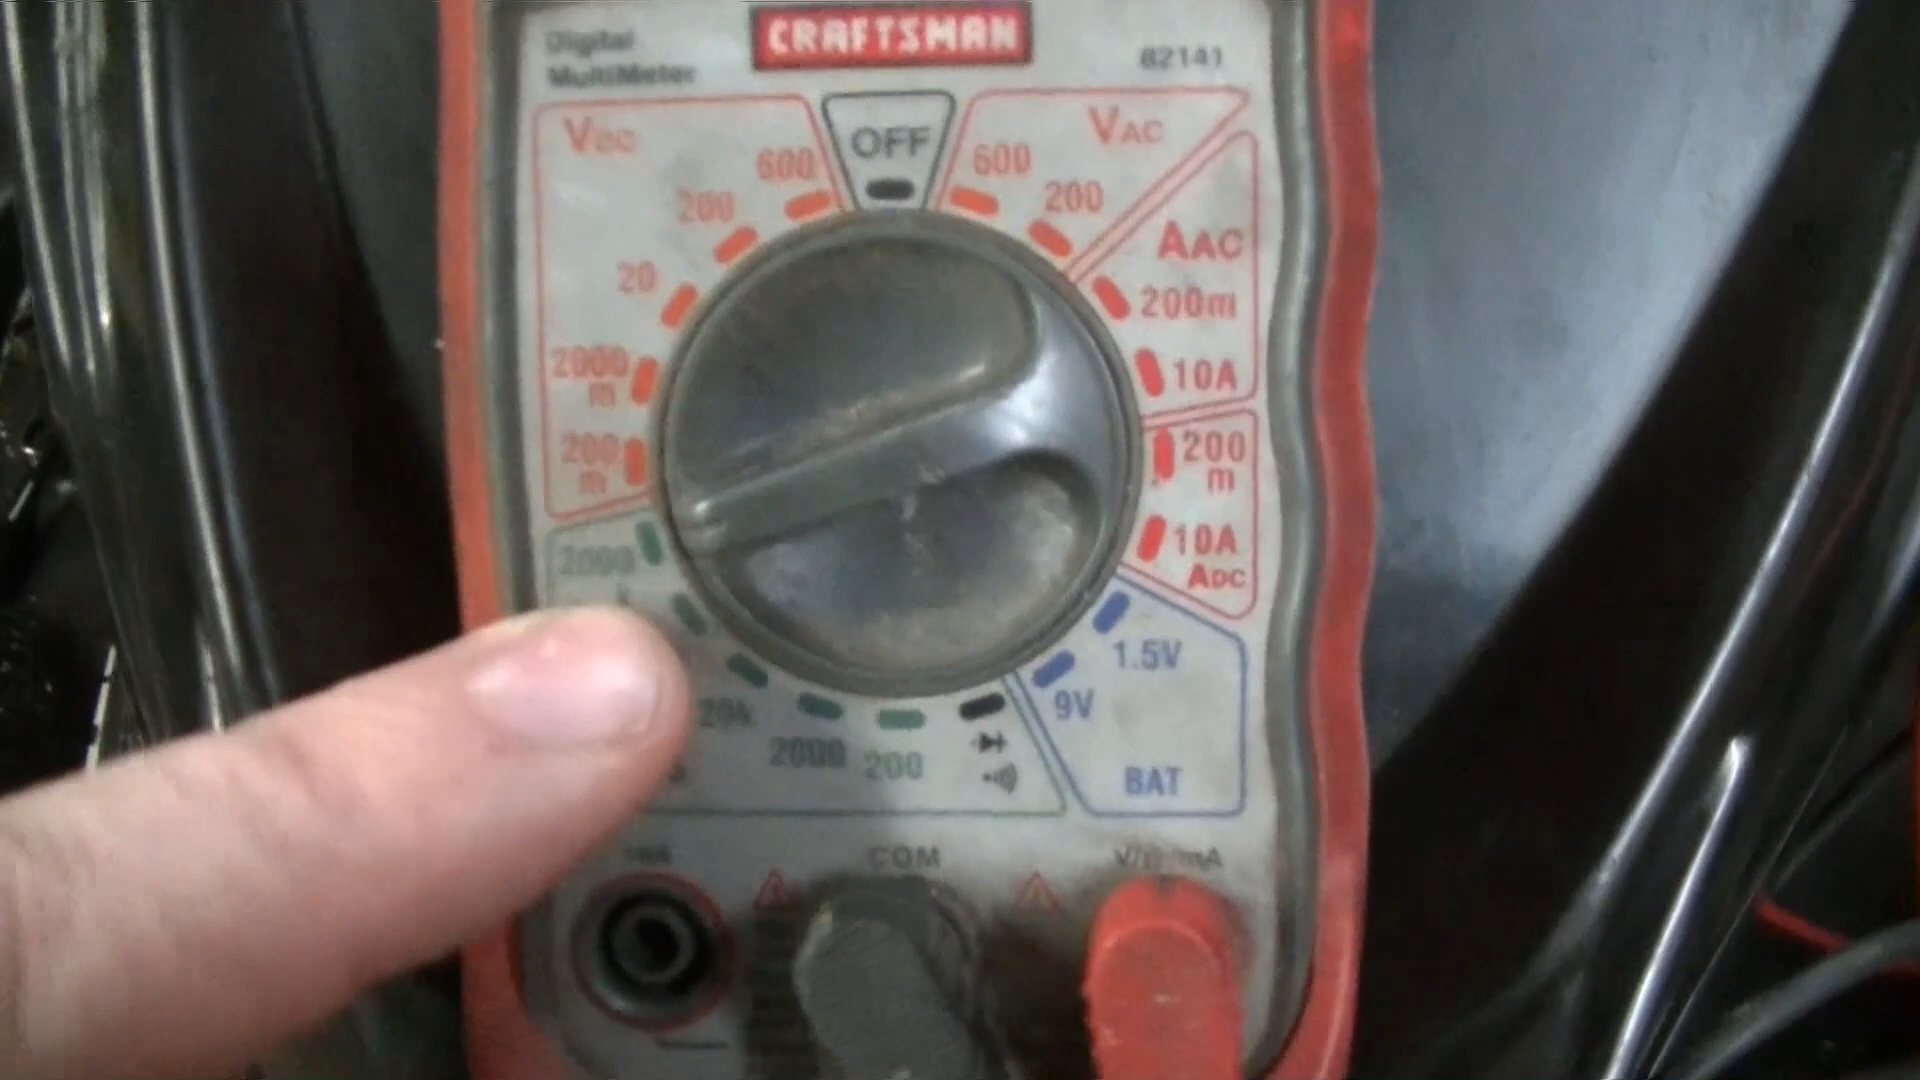 CRAFTSMAN
Digital
MultiMeter
82141
VDC
OFF
VAC
600
600
200
200
20
AAC
200m
2000
m
10A
200
m
200
m
2000
10A
ADC
1.5V
20k
9V
2000
200
BAT
COM